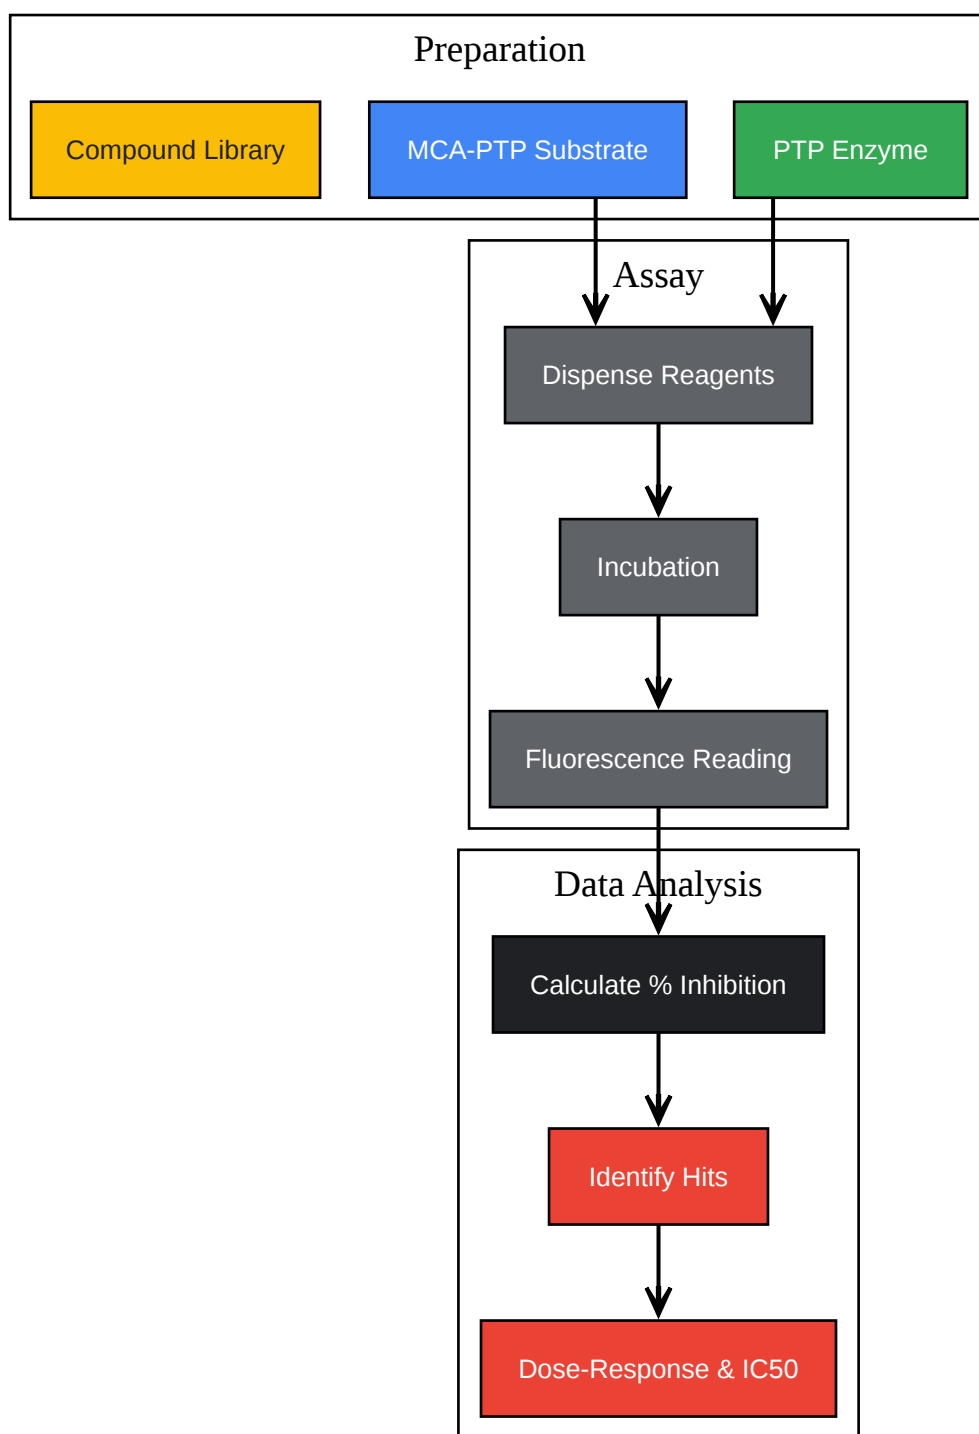 Preparation
Compound Library
MCA-PTP Substrate
PTP Enzyme
Assay
Dispense Reagents
Incubation
Fluorescence Reading
Data Analysis
Calculate % Inhibition
Identify Hits
Dose-Response & IC50